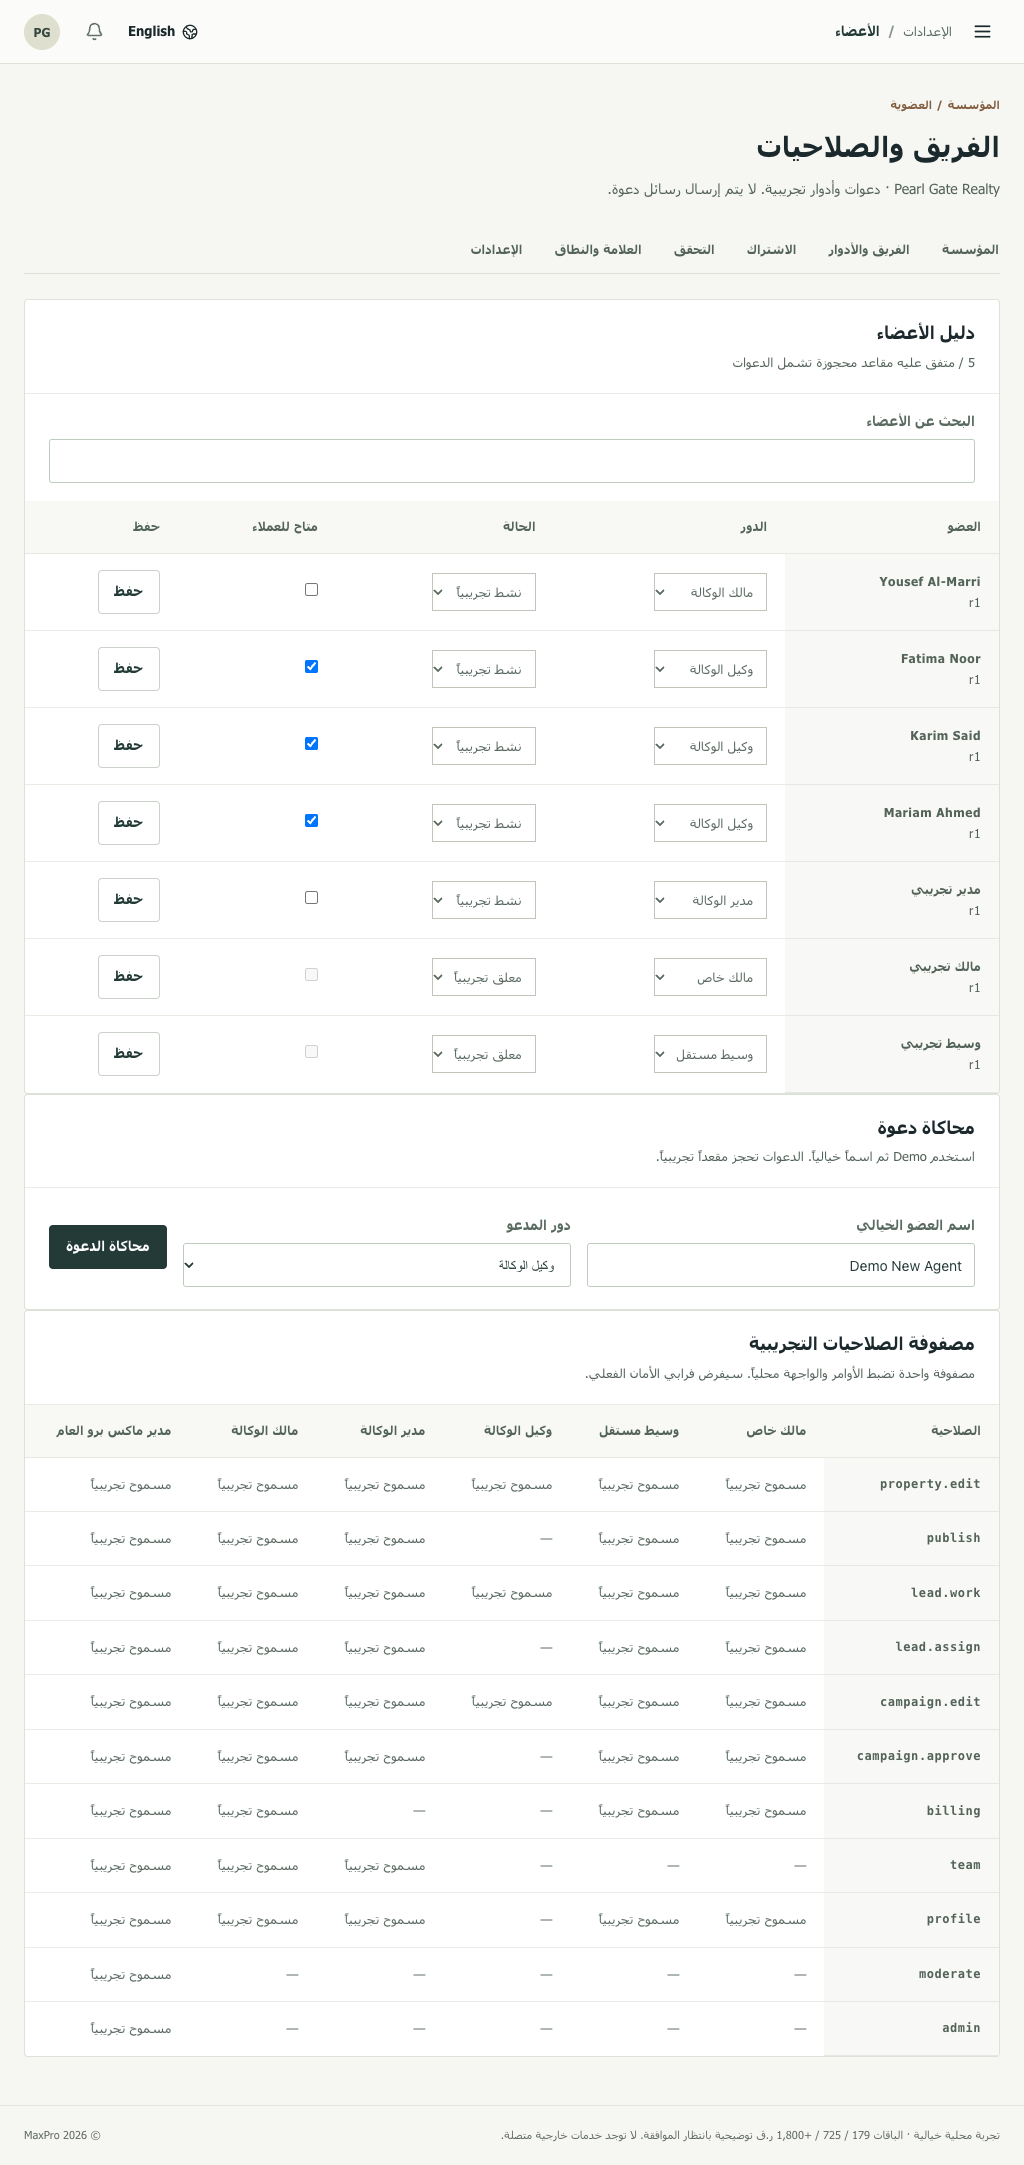 الإعدادات / الأعضاء
English
PG
المؤسسة / العضوية
الفريق والصلاحيات
Pearl Gate Realty · دعوات وأدوار تجريبية. لا يتم إرسال رسائل دعوة.
المؤسسة الفريق والأدوار الاشتراك التحقق العلامة والنطاق الإعدادات
دليل الأعضاء
5 / متفق عليه مقاعد محجوزة تشمل الدعوات
البحث عن الأعضاء
العضو الدور الحالة متاح للعملاء حفظ
Yousef Al-Marri
r1
مالك الوكالة نشط تجريبياً حفظ
Fatima Noor
r1
وكيل الوكالة نشط تجريبياً حفظ
Karim Said
r1
وكيل الوكالة نشط تجريبياً حفظ
Mariam Ahmed
r1
وكيل الوكالة نشط تجريبياً حفظ
مدير تجريبي
r1
مدير الوكالة نشط تجريبياً حفظ
مالك تجريبي
r1
مالك خاص معلق تجريبياً حفظ
وسيط تجريبي
r1
وسيط مستقل معلق تجريبياً حفظ
محاكاة دعوة
استخدم Demo ثم اسماً خيالياً. الدعوات تحجز مقعداً تجريبياً.
اسم العضو الخيالي دور المدعو
Demo New Agent وكيل الوكالة محاكاة الدعوة
مصفوفة الصلاحيات التجريبية
مصفوفة واحدة تضبط الأوامر والواجهة محلياً. سيفرض فرابي الأمان الفعلي.
الصلاحية مالك خاص وسيط مستقل وكيل الوكالة مدير الوكالة مالك الوكالة مدير ماكس برو العام
property.edit مسموح تجريبياً مسموح تجريبياً مسموح تجريبياً مسموح تجريبياً مسموح تجريبياً مسموح تجريبياً
publish مسموح تجريبياً مسموح تجريبياً — مسموح تجريبياً مسموح تجريبياً مسموح تجريبياً
lead.work مسموح تجريبياً مسموح تجريبياً مسموح تجريبياً مسموح تجريبياً مسموح تجريبياً مسموح تجريبياً
lead.assign مسموح تجريبياً مسموح تجريبياً — مسموح تجريبياً مسموح تجريبياً مسموح تجريبياً
campaign.edit مسموح تجريبياً مسموح تجريبياً مسموح تجريبياً مسموح تجريبياً مسموح تجريبياً مسموح تجريبياً
campaign.approve مسموح تجريبياً مسموح تجريبياً — مسموح تجريبياً مسموح تجريبياً مسموح تجريبياً
billing مسموح تجريبياً مسموح تجريبياً — — مسموح تجريبياً مسموح تجريبياً
team — — — مسموح تجريبياً مسموح تجريبياً مسموح تجريبياً
profile مسموح تجريبياً مسموح تجريبياً — مسموح تجريبياً مسموح تجريبياً مسموح تجريبياً
moderate — — — — — مسموح تجريبياً
admin — — — — — مسموح تجريبياً
تجربة محلية خيالية · الباقات 179 / 725 / +1,800 ر.ق توضيحية بانتظار الموافقة. لا توجد خدمات خارجية متصلة.
© 2026 MaxPro